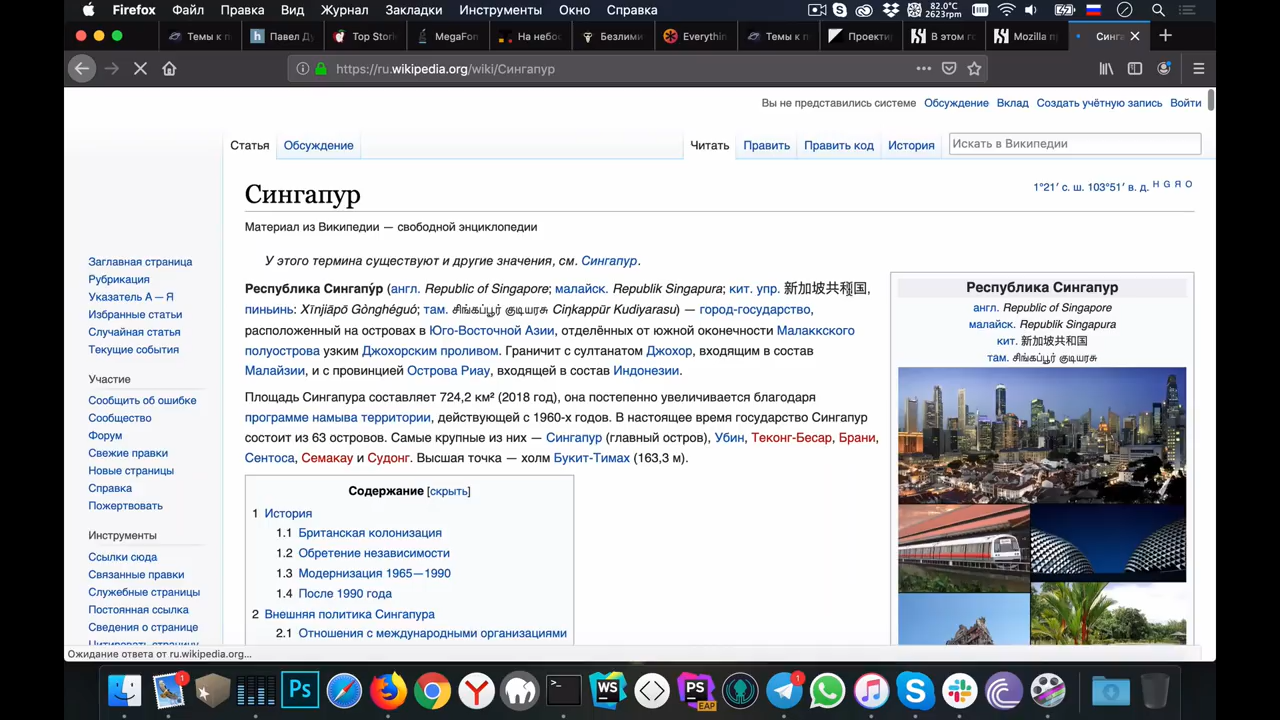 Firefox Файл Правка Вид Журнал Закладки Инструменты Окно Справка 82.0°C 2623rpm
Темы к п Павел Ду Top Stori MegaFon На небо Безлими Everythin Темы к п Проекти В этом г Mozilla п Синга
https://ru.wikipedia.org/wiki/Сингапур
Вы не представились системе Обсуждение Вклад Создать учётную запись Войти
Статья Обсуждение Читать Править Править код История Искать в Википедии
Сингапур
1°21′ с. ш. 103°51′ в. д. H G Я O
Материал из Википедии — свободной энциклопедии
У этого термина существуют и другие значения, см. Сингапур.
Республика Сингапу́р (англ. Republic of Singapore; малайск. Republik Singapura; кит. упр. 新加坡共和国,
пиньинь: Xīnjiāpō Gònghéguó; там. சிங்கப்பூர் குடியரசு Ciṇkappūr Kudiyarasu) — город-государство,
расположенный на островах в Юго-Восточной Азии, отделённых от южной оконечности Малаккского
полуострова узким Джохорским проливом. Граничит с султанатом Джохор, входящим в состав
Малайзии, и с провинцией Острова Риау, входящей в состав Индонезии.
Площадь Сингапура составляет 724,2 км² (2018 год), она постепенно увеличивается благодаря
программе намыва территории, действующей с 1960-х годов. В настоящее время государство Сингапур
состоит из 63 островов. Самые крупные из них — Сингапур (главный остров), Убин, Теконг-Бесар, Брани,
Сентоса, Семакау и Судонг. Высшая точка — холм Букит-Тимах (163,3 м).
Содержание [скрыть]
1 История
1.1 Британская колонизация
1.2 Обретение независимости
1.3 Модернизация 1965—1990
1.4 После 1990 года
2 Внешняя политика Сингапура
2.1 Отношения с международными организациями
Республика Сингапур
англ. Republic of Singapore
малайск. Republik Singapura
кит. 新加坡共和国
там. சிங்கப்பூர் குடியரசு
Заглавная страница
Рубрикация
Указатель А — Я
Избранные статьи
Случайная статья
Текущие события
Участие
Сообщить об ошибке
Сообщество
Форум
Свежие правки
Новые страницы
Справка
Пожертвовать
Инструменты
Ссылки сюда
Связанные правки
Служебные страницы
Постоянная ссылка
Сведения о странице
Цитировать страницу
Ожидание ответа от ru.wikipedia.org...
1 Ps WS PS EAP 1